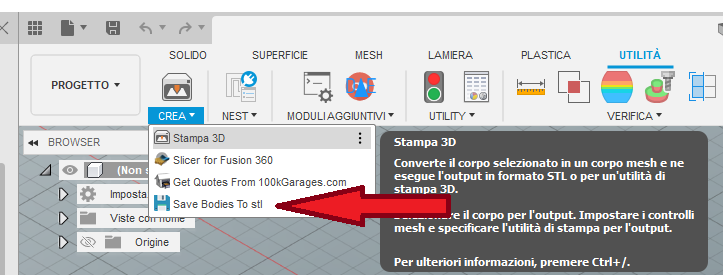 SOLIDO SUPERFICIE MESH LAMIERA PLASTICA UTILITÀ
PROGETTO
CREA NEST MODULI AGGIUNTIVI UTILITY VERIFICA
BROWSER
Stampa 3D
Slicer for Fusion 360
Get Quotes From 100kGarages.com
Save Bodies To stl
(Non s
Imposta
Viste con nome
Origine
Stampa 3D
Converte il corpo selezionato in un corpo mesh e ne
esegue l'output in formato STL o per un'utilità di
stampa 3D.
Selezionare il corpo per l'output. Impostare i controlli
mesh e specificare l'utilità di stampa per l'output.
Per ulteriori informazioni, premere Ctrl+/.